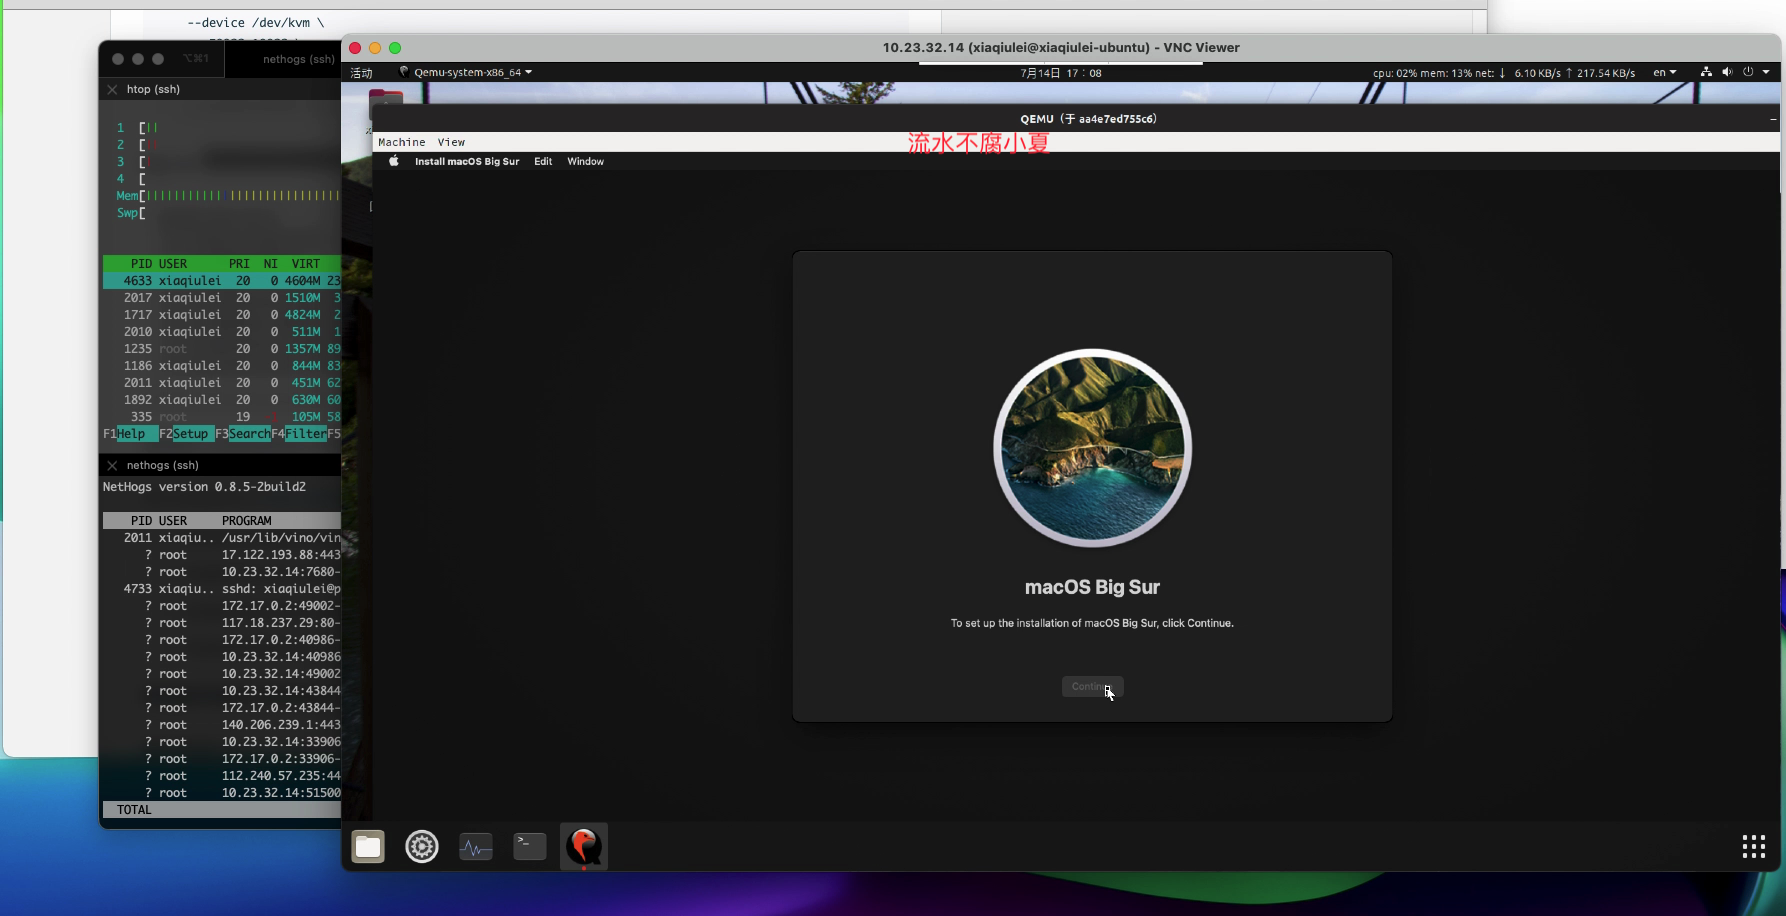 --device /dev/kvm \
⌥⌘1
nethogs (ssh)
10.23.32.14 (xiaqiulei@xiaqiulei-ubuntu) - VNC Viewer
活动
Qemu-system-x86_64
7月14日 17：08
cpu: 02% mem: 13% net: ↓ 6.10 KB/s ↑ 217.54 KB/s
en
htop (ssh)
QEMU（于 aa4e7ed755c6）
Machine View
流水不腐小夏
Install macOS Big Sur Edit Window
1 [||
2 [
3 [
4 [
Mem[
Swp[
PID USER PRI NI VIRT
4633 xiaqiulei 20 0 4604M 23
2017 xiaqiulei 20 0 1510M 3
1717 xiaqiulei 20 0 4824M 2
2010 xiaqiulei 20 0 511M 1
1235 root 20 0 1357M 89
1186 xiaqiulei 20 0 844M 83
2011 xiaqiulei 20 0 451M 62
1892 xiaqiulei 20 0 630M 60
335 root 19 105M 58
F1Help F2Setup F3SearchF4FilterF5
nethogs (ssh)
NetHogs version 0.8.5-2build2
PID USER PROGRAM
2011 xiaqiu.. /usr/lib/vino/vin
? root 17.122.193.88:443
? root 10.23.32.14:7680-
4733 xiaqiu.. sshd: xiaqiulei@p
? root 172.17.0.2:49002-
? root 117.18.237.29:80-
? root 172.17.0.2:40986-
? root 10.23.32.14:40986
? root 10.23.32.14:49002
? root 10.23.32.14:43844
? root 172.17.0.2:43844-
? root 140.206.239.1:443
? root 10.23.32.14:33906
? root 172.17.0.2:33906-
? root 112.240.57.235:44
? root 10.23.32.14:51500
TOTAL
macOS Big Sur
To set up the installation of macOS Big Sur, click Continue.
Continue